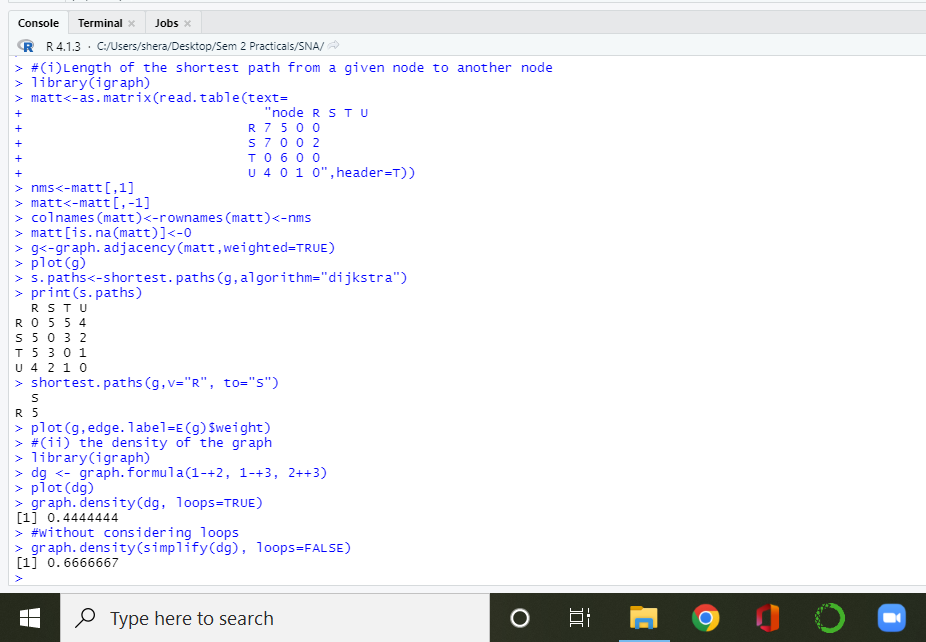 Console Terminal × Jobs ×
R 4.1.3 · C:/Users/shera/Desktop/Sem 2 Practicals/SNA/
> #(i)Length of the shortest path from a given node to another node
> library(igraph)
> matt<-as.matrix(read.table(text=
+ "node R S T U
+ R 7 5 0 0
+ S 7 0 0 2
+ T 0 6 0 0
+ U 4 0 1 0",header=T))
> nms<-matt[,1]
> matt<-matt[,-1]
> colnames(matt)<-rownames(matt)<-nms
> matt[is.na(matt)]<-0
> g<-graph.adjacency(matt,weighted=TRUE)
> plot(g)
> s.paths<-shortest.paths(g,algorithm="dijkstra")
> print(s.paths)
R S T U
R 0 5 5 4
S 5 0 3 2
T 5 3 0 1
U 4 2 1 0
> shortest.paths(g,v="R", to="S")
S
R 5
> plot(g,edge.label=E(g)$weight)
> #(ii) the density of the graph
> library(igraph)
> dg <- graph.formula(1-+2, 1-+3, 2++3)
> plot(dg)
> graph.density(dg, loops=TRUE)
[1] 0.4444444
> #Without considering loops
> graph.density(simplify(dg), loops=FALSE)
[1] 0.6666667
>
Type here to search